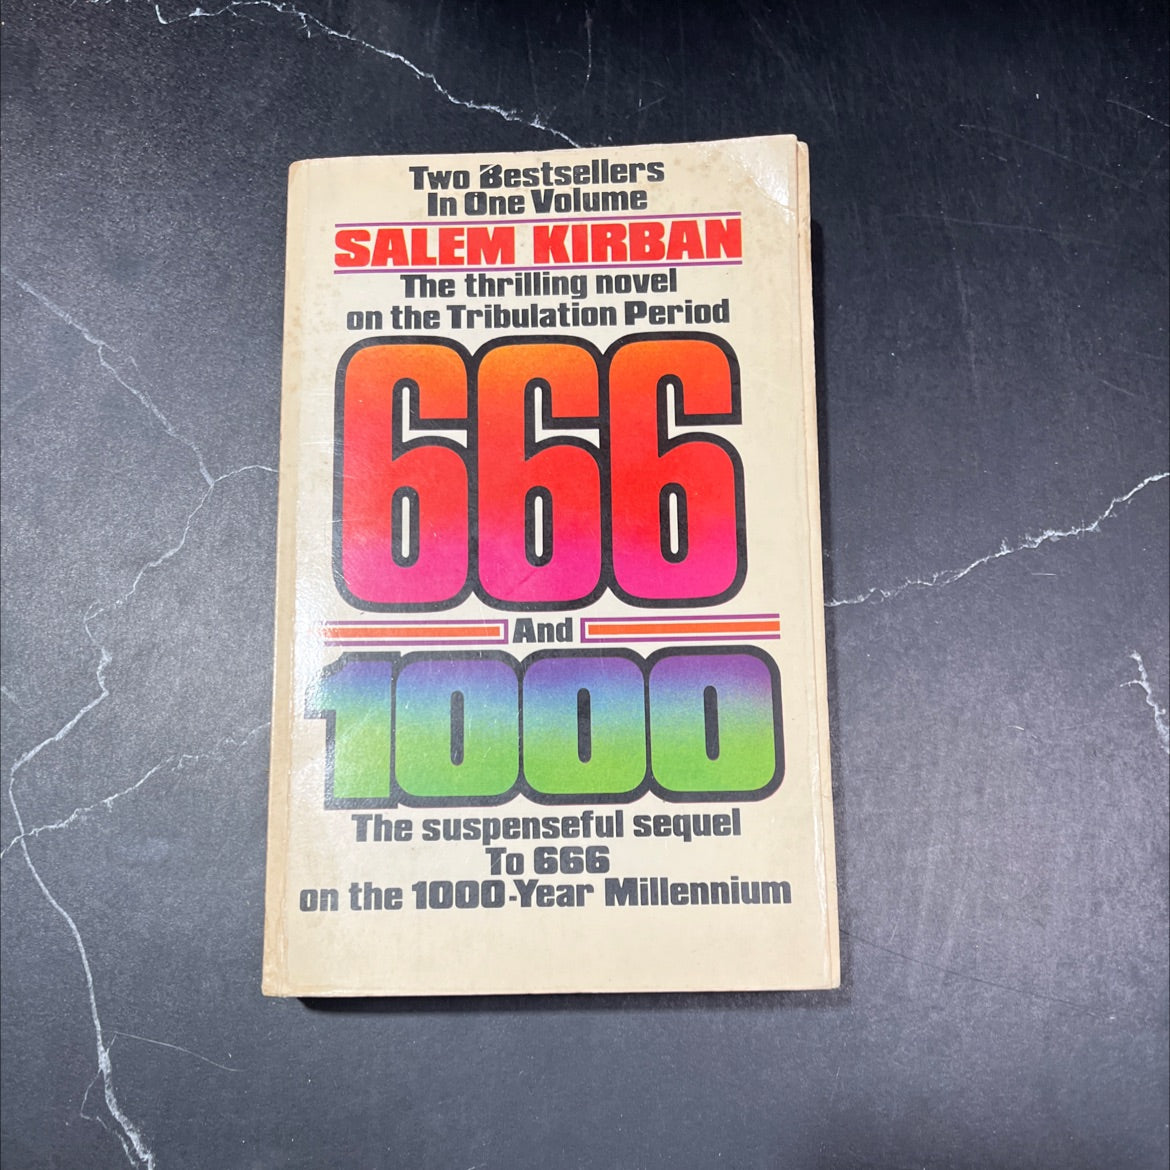 Two Bestsellers
In One Volume
SALEM KIRBAN
The thrilling novel
on the Tribulation Period
666
And
1000
The suspenseful sequel
To 666
on the 1000-Year Millennium